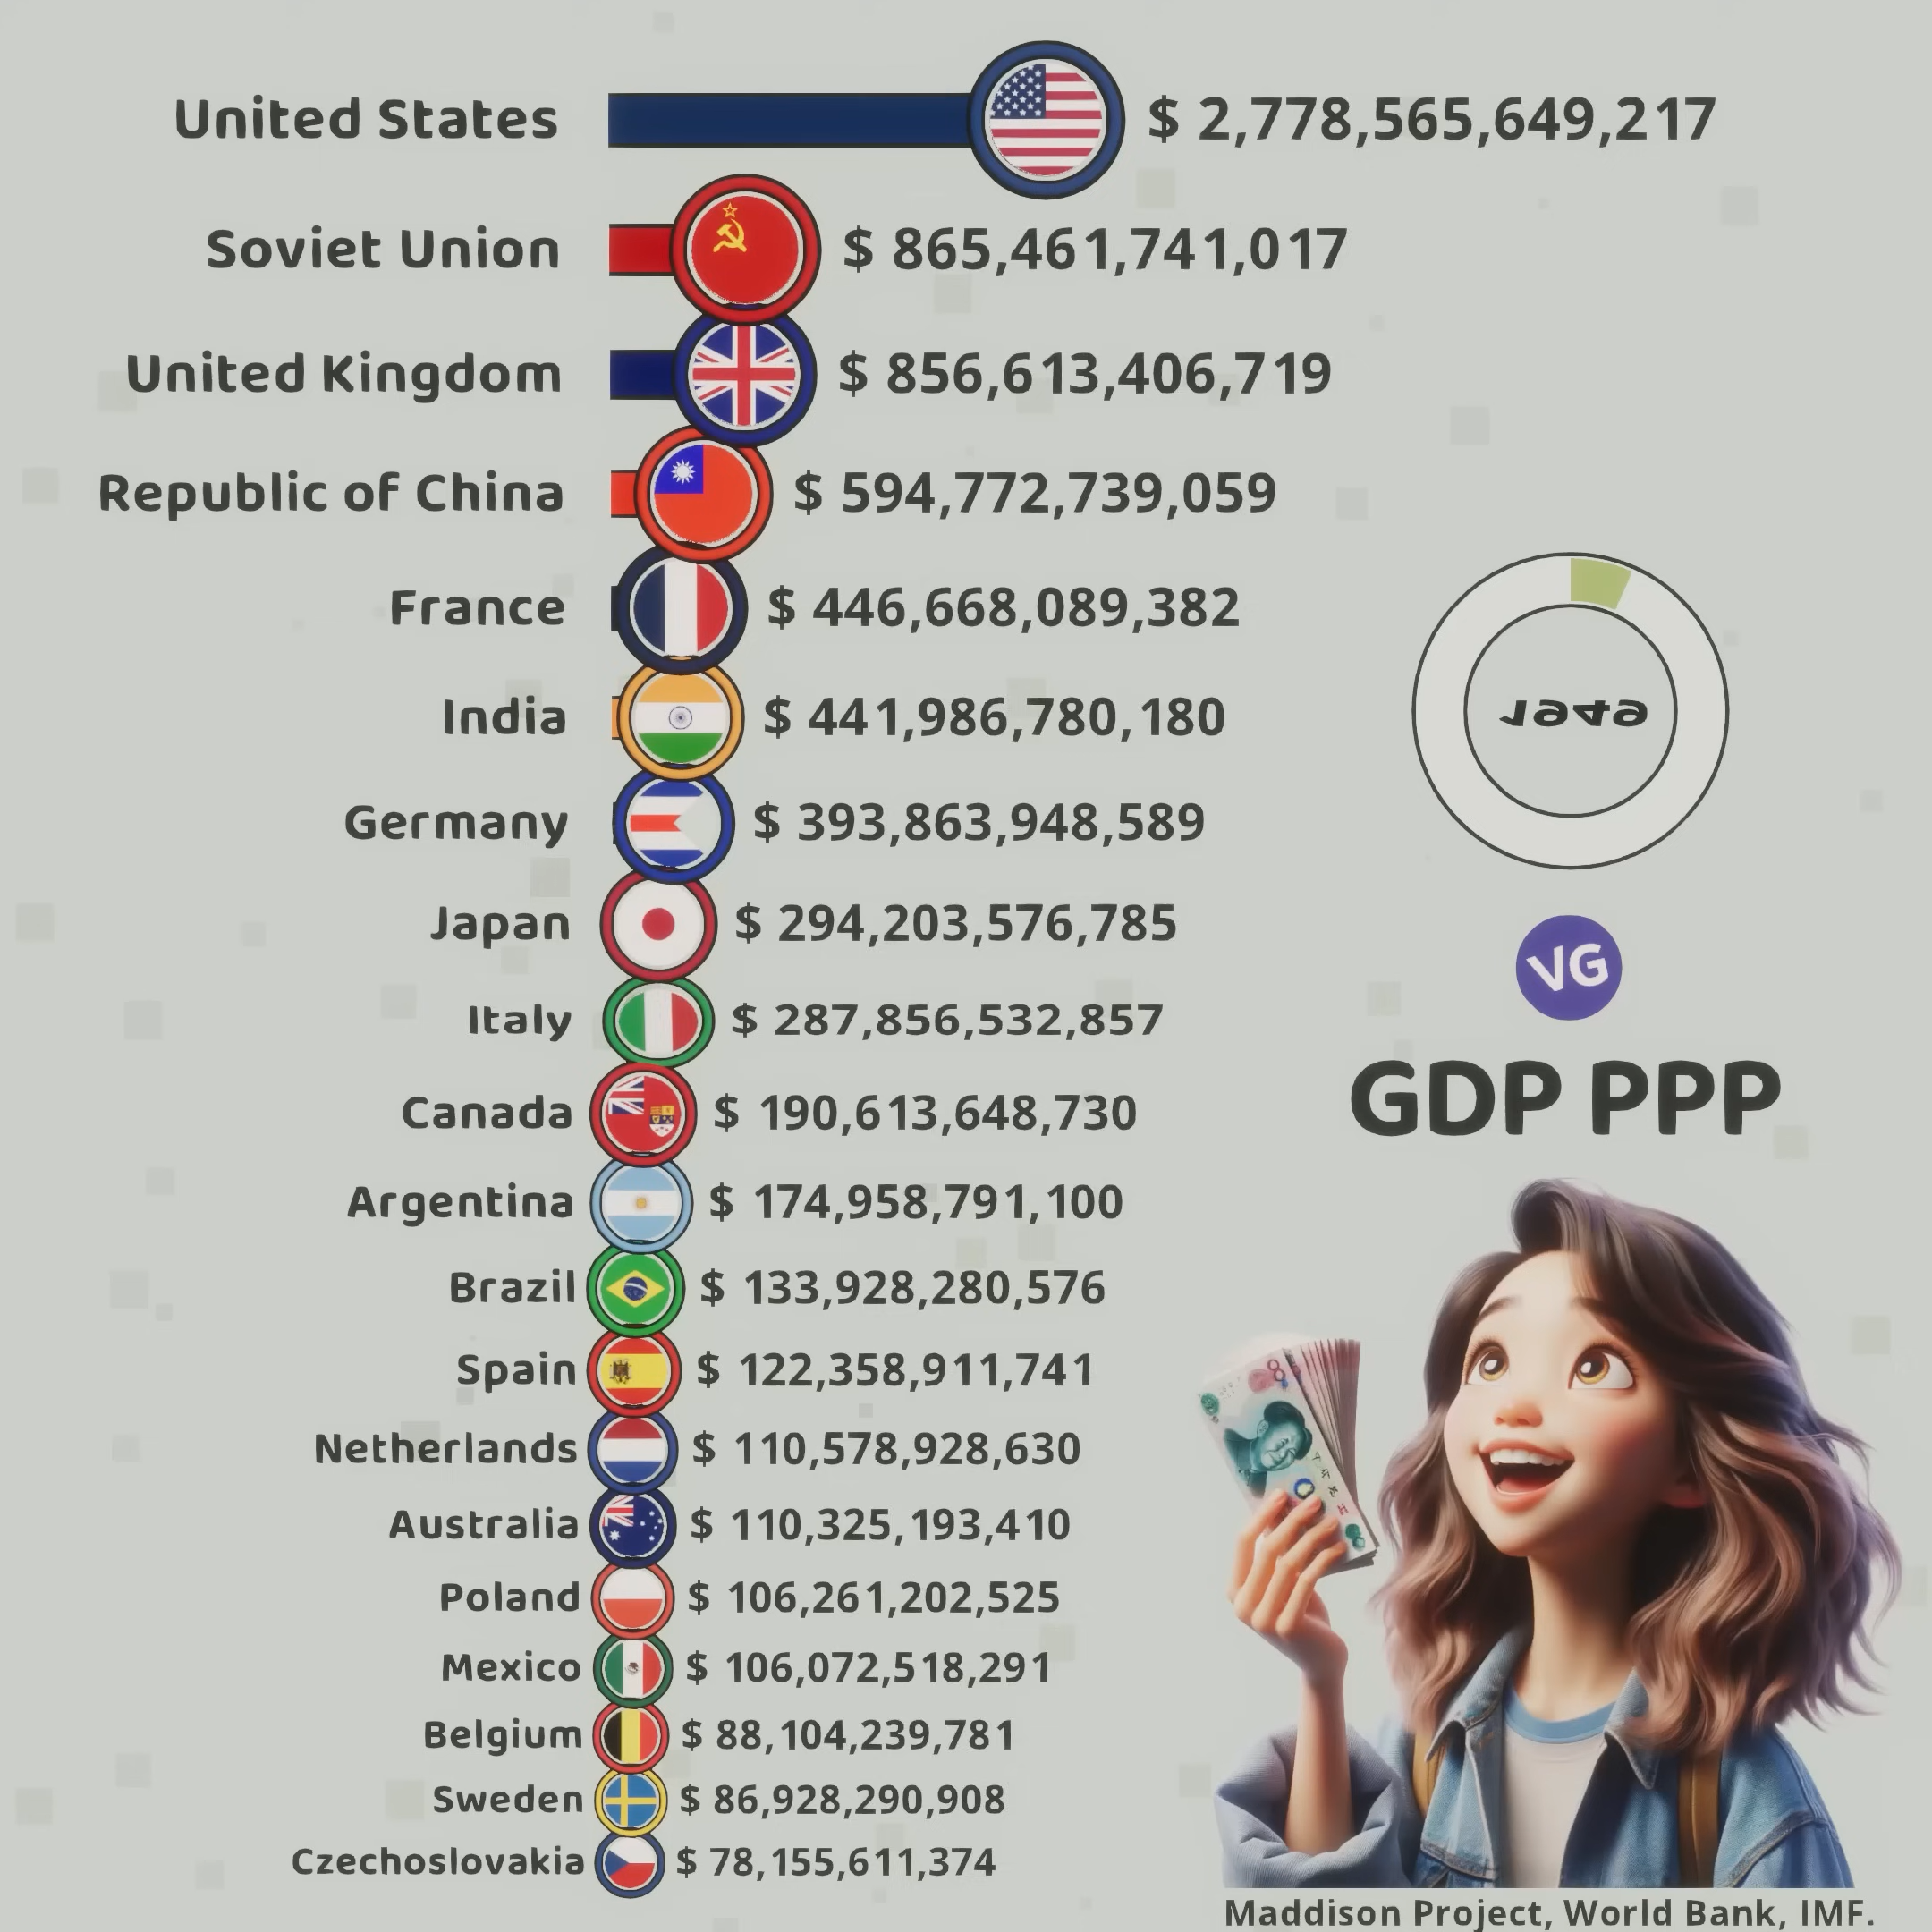 United States $ 2,778,565,649,217
Soviet Union $ 865,461,741,017
United Kingdom $ 856,613,406,719
Republic of China $ 594,772,739,059
France $ 446,668,089,382
India $ 441,986,780,180
Germany $ 393,863,948,589
Japan $ 294,203,576,785
Italy $ 287,856,532,857
Canada $ 190,613,648,730
Argentina $ 174,958,791,100
Brazil $ 133,928,280,576
Spain $ 122,358,911,741
Netherlands $ 110,578,928,630
Australia $ 110,325,193,410
Poland $ 106,261,202,525
Mexico $ 106,072,518,291
Belgium $ 88,104,239,781
Sweden $ 86,928,290,908
Czechoslovakia $ 78,155,611,374
1949
VG
GDP PPP
Maddison Project, World Bank, IMF.